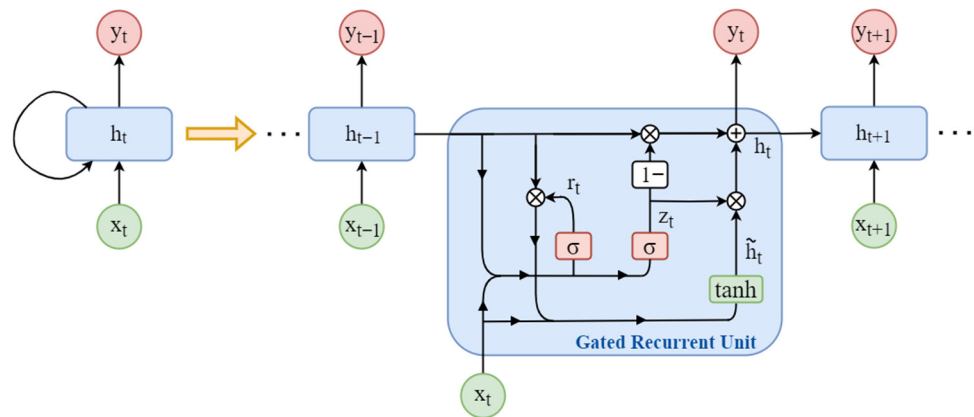 yₜ
yₜ₋₁
yₜ
yₜ₊₁
hₜ
···
hₜ₋₁
hₜ
hₜ₊₁
···
1−
rₜ
zₜ
xₜ
xₜ₋₁
xₜ₊₁
σ
σ
h̃ₜ
tanh
Gated Recurrent Unit
xₜ